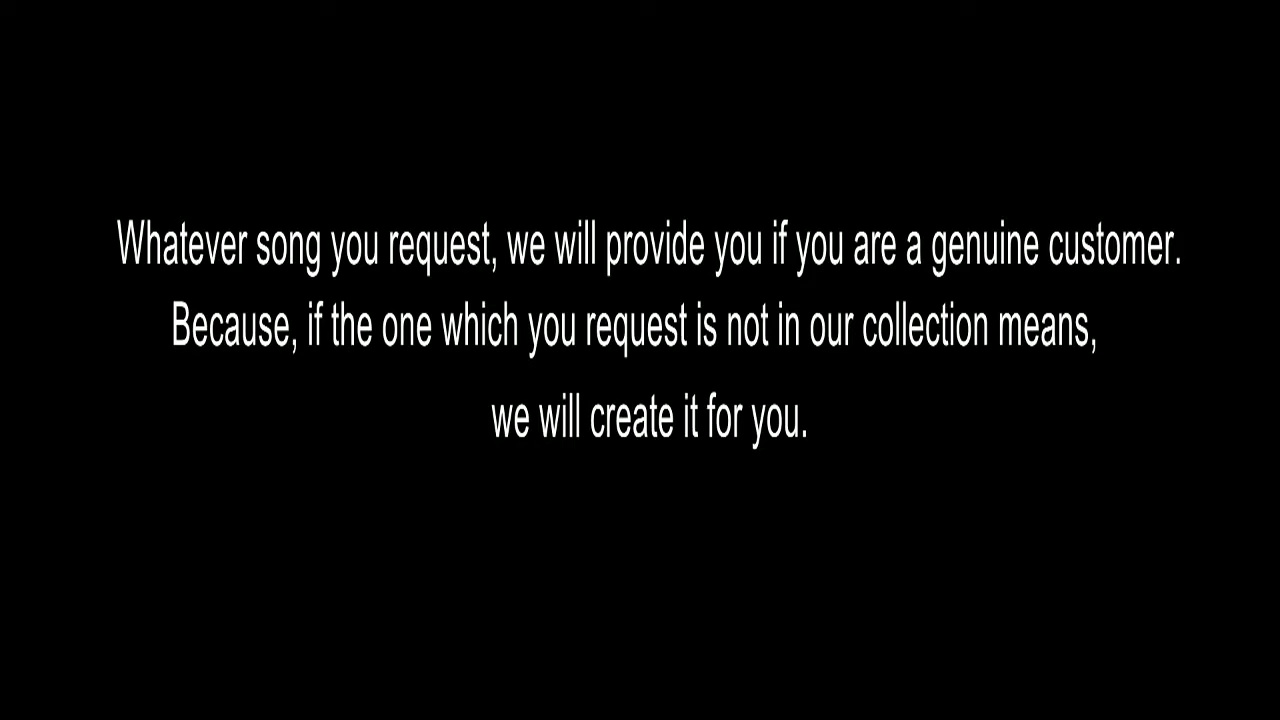 Whatever song you request, we will provide you if you are a genuine customer.
Because, if the one which you request is not in our collection means,
we will create it for you.